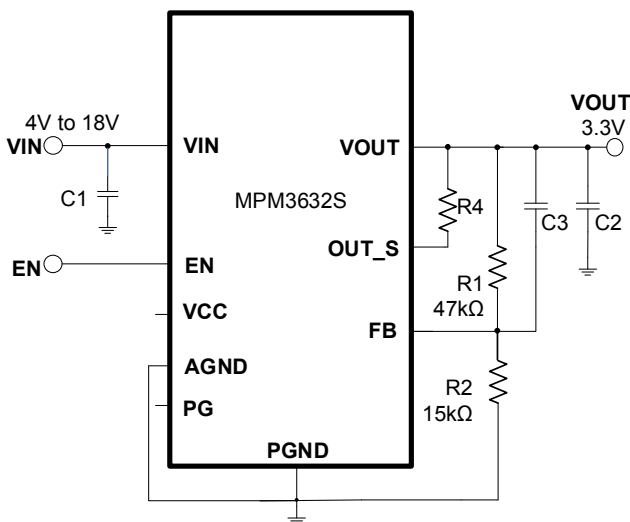 4V to 18V
VIN
C1
EN
VIN
EN
VCC
AGND
PG
MPM3632S
VOUT
OUT_S
FB
PGND
R4
R1
47kΩ
R2
15kΩ
C3
C2
VOUT
3.3V